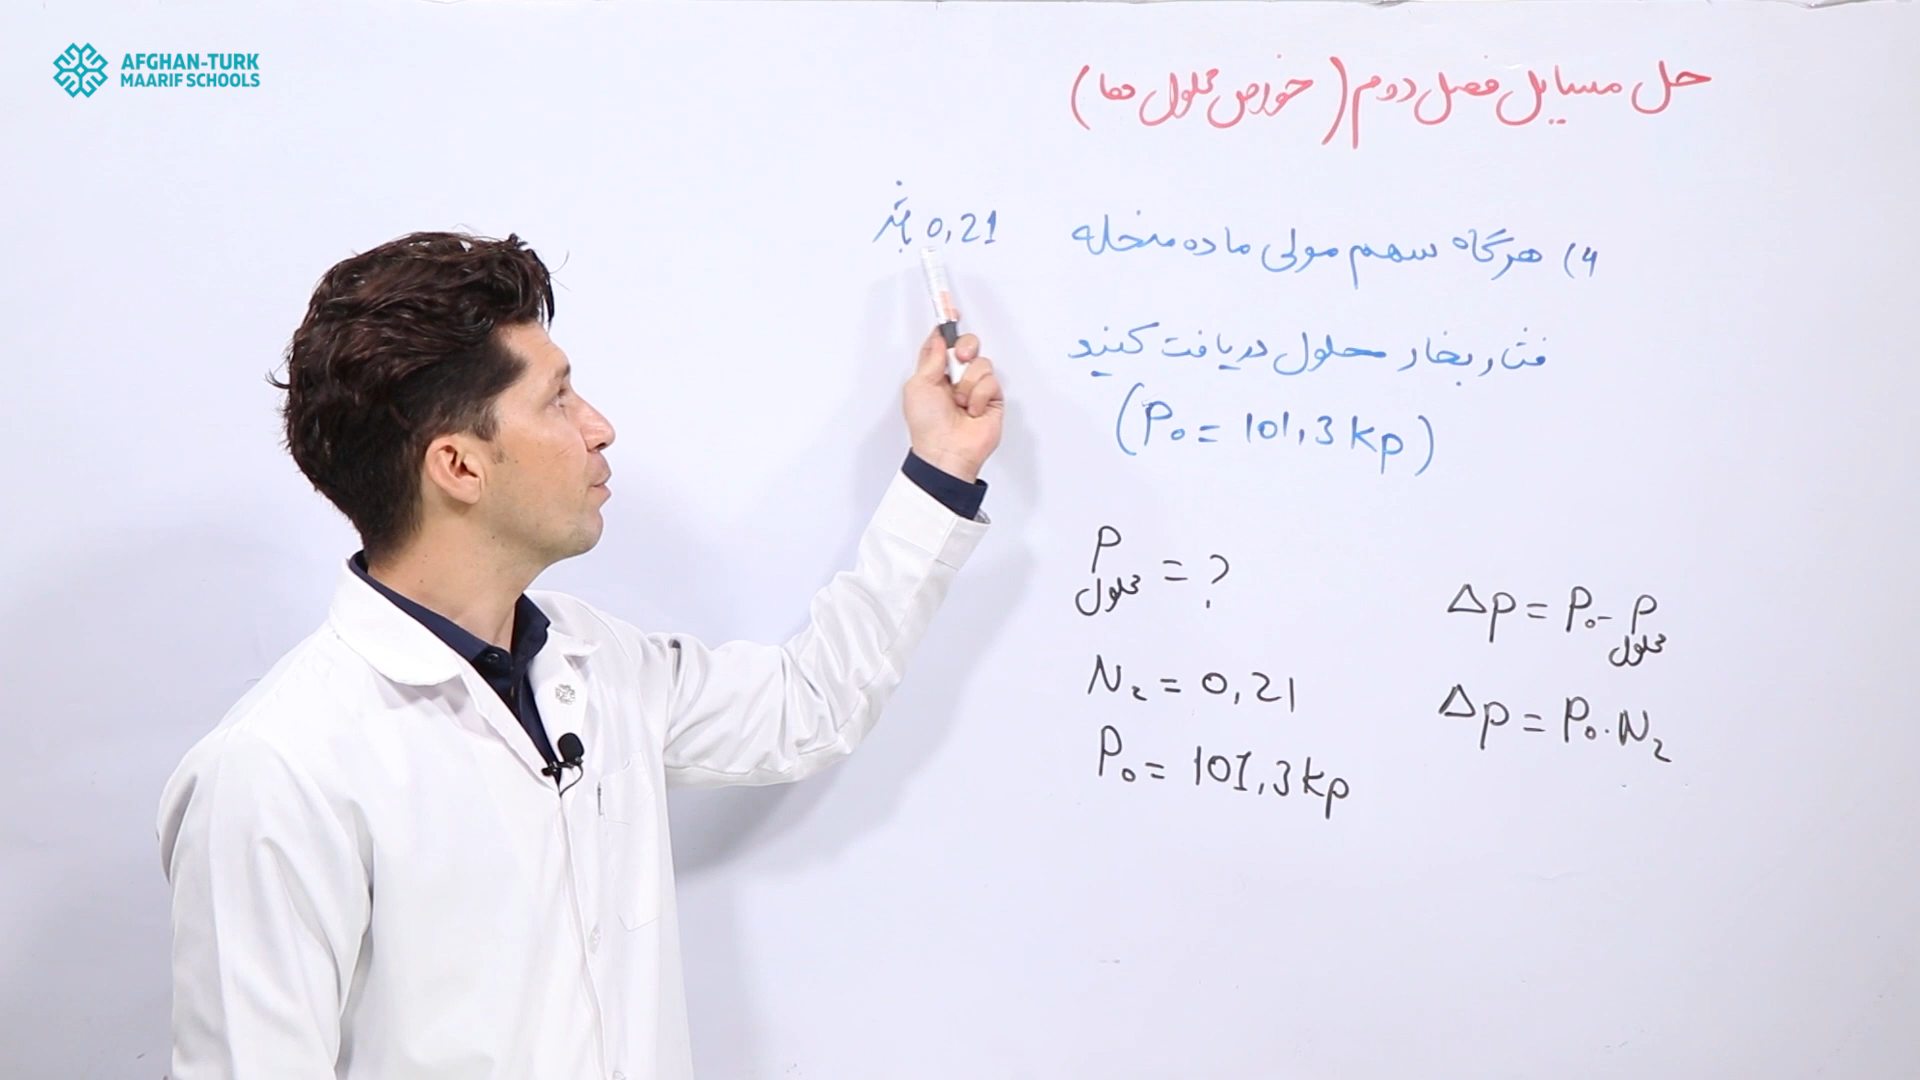 AFGHAN-TURK
MAARIF SCHOOLS
حل مسایل فصل دوم (خواص محلول ها)
4) هرگاه سهم مولی ماده منحله 0,21 باشد
فشار بخار محلول دریافت کنید
(P₀ = 101,3 kp)
P محلول = ?
N₂ = 0,21
P₀ = 101,3 kp
Δp = P₀ - P محلول
Δp = P₀ . N₂